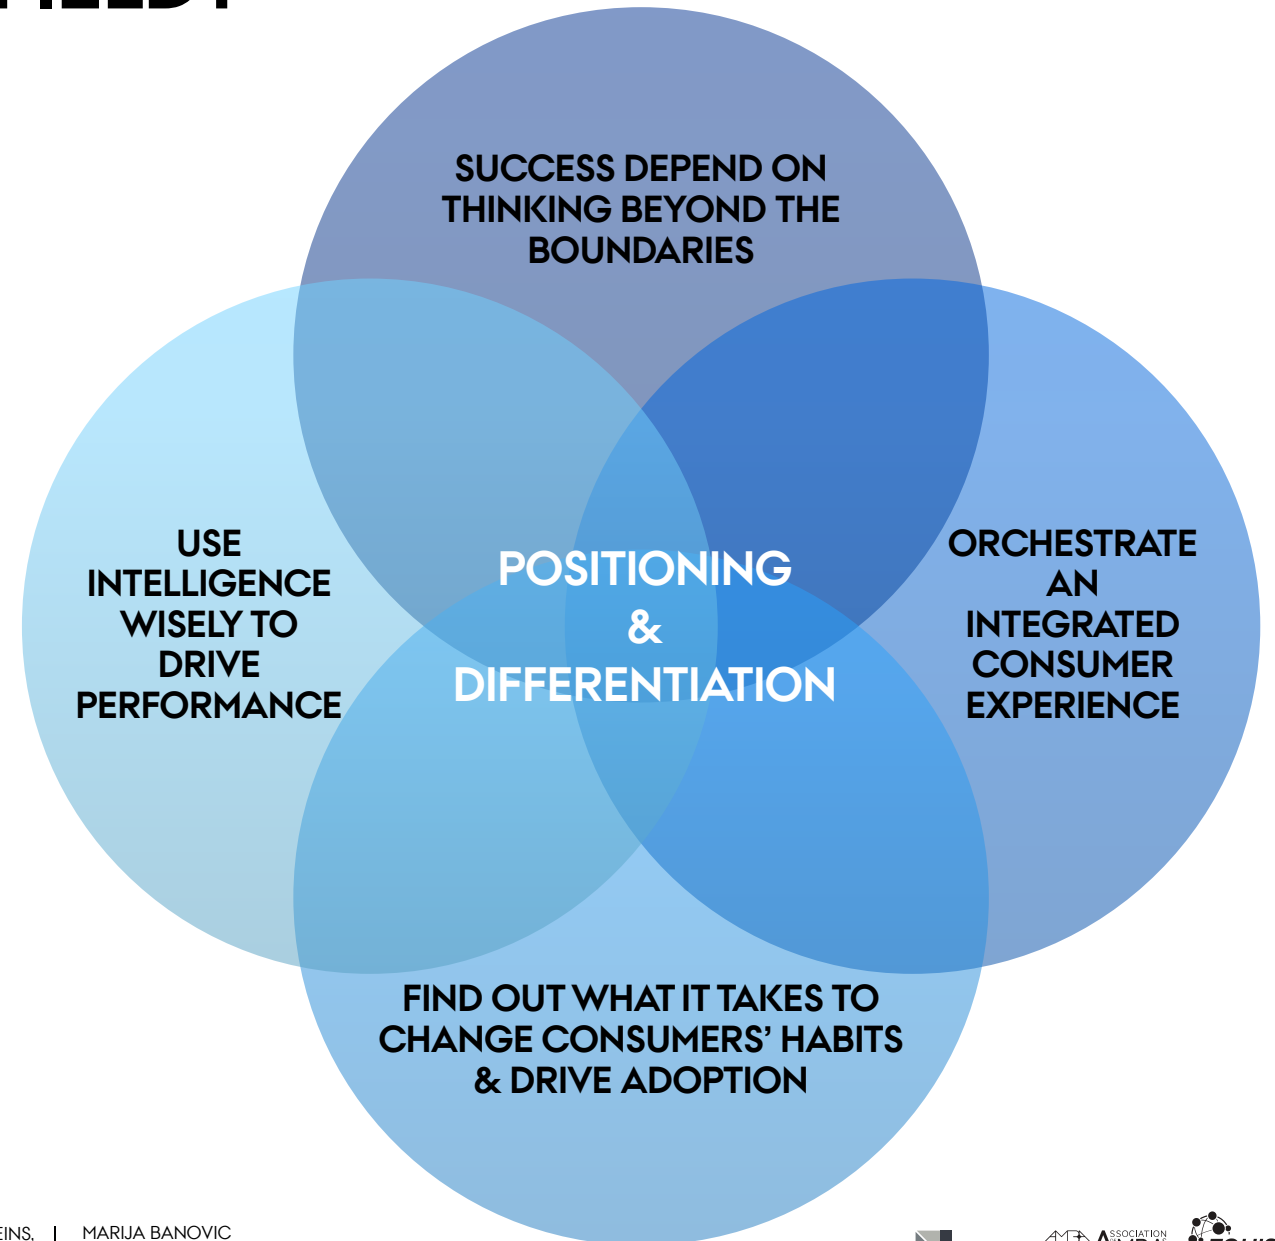 SUCCESS DEPEND ON
THINKING BEYOND THE
BOUNDARIES
USE
INTELLIGENCE
WISELY TO
DRIVE
PERFORMANCE
POSITIONING
&
DIFFERENTIATION
ORCHESTRATE
AN
INTEGRATED
CONSUMER
EXPERIENCE
FIND OUT WHAT IT TAKES TO
CHANGE CONSUMERS’ HABITS
& DRIVE ADOPTION
MARIJA BANOVIC
ASSOCIATION